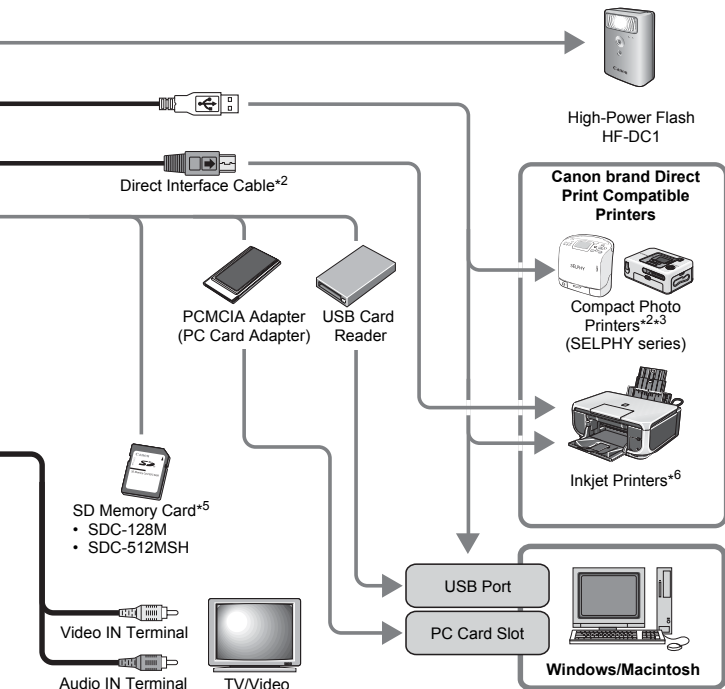 High-Power Flash
HF-DC1
Direct Interface Cable*2
Canon brand Direct
Print Compatible
Printers
SELPHY
Compact Photo
Printers*2*3
(SELPHY series)
PCMCIA Adapter
(PC Card Adapter)
USB Card
Reader
Inkjet Printers*6
SD Memory Card*5
• SDC-128M
• SDC-512MSH
USB Port
PC Card Slot
Windows/Macintosh
Video IN Terminal
Audio IN Terminal
TV/Video